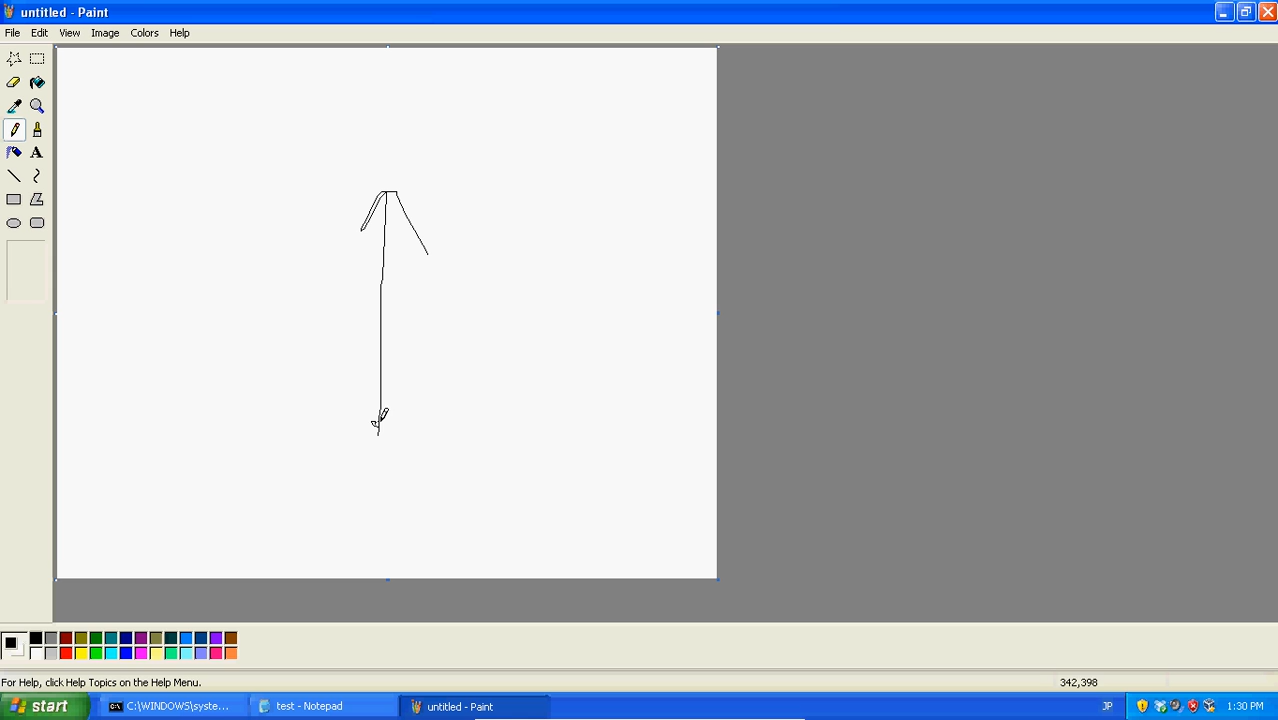 untitled - Paint
File Edit View Image Colors Help
A
For Help, click Help Topics on the Help Menu.
342,398
start
C:\WINDOWS\syste...
test - Notepad
untitled - Paint
JP
1:30 PM